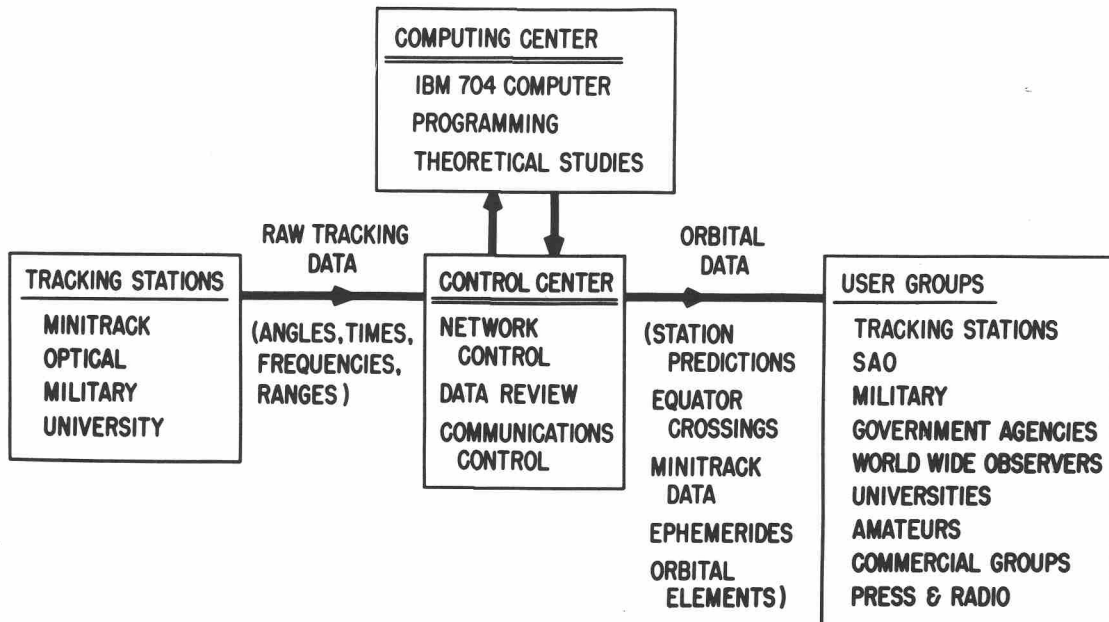 COMPUTING CENTER
IBM 704 COMPUTER
PROGRAMMING
THEORETICAL STUDIES
TRACKING STATIONS
MINITRACK
OPTICAL
MILITARY
UNIVERSITY
RAW TRACKING
DATA
(ANGLES, TIMES,
FREQUENCIES,
RANGES)
CONTROL CENTER
NETWORK
CONTROL
DATA REVIEW
COMMUNICATIONS
CONTROL
ORBITAL
DATA
(STATION
PREDICTIONS
EQUATOR
CROSSINGS
MINITRACK
DATA
EPHEMERIDES
ORBITAL
ELEMENTS)
USER GROUPS
TRACKING STATIONS
SAO
MILITARY
GOVERNMENT AGENCIES
WORLD WIDE OBSERVERS
UNIVERSITIES
AMATEURS
COMMERCIAL GROUPS
PRESS & RADIO